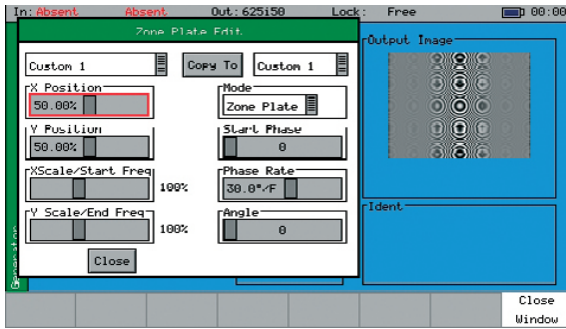 In: Absent Absent Out: 625i50 Lock: Free 00:00
Zone Plate Edit.
Output Image
Custom 1 Copy To Custom 1
X Position Mode
50.00% Zone Plate
Y Position Start Phase
50.00% 0
XScale/Start Freq Phase Rate
100% 30.0°/F
Y Scale/End Freq Angle
100% 0
Ident
Close
Generator
Close
Window